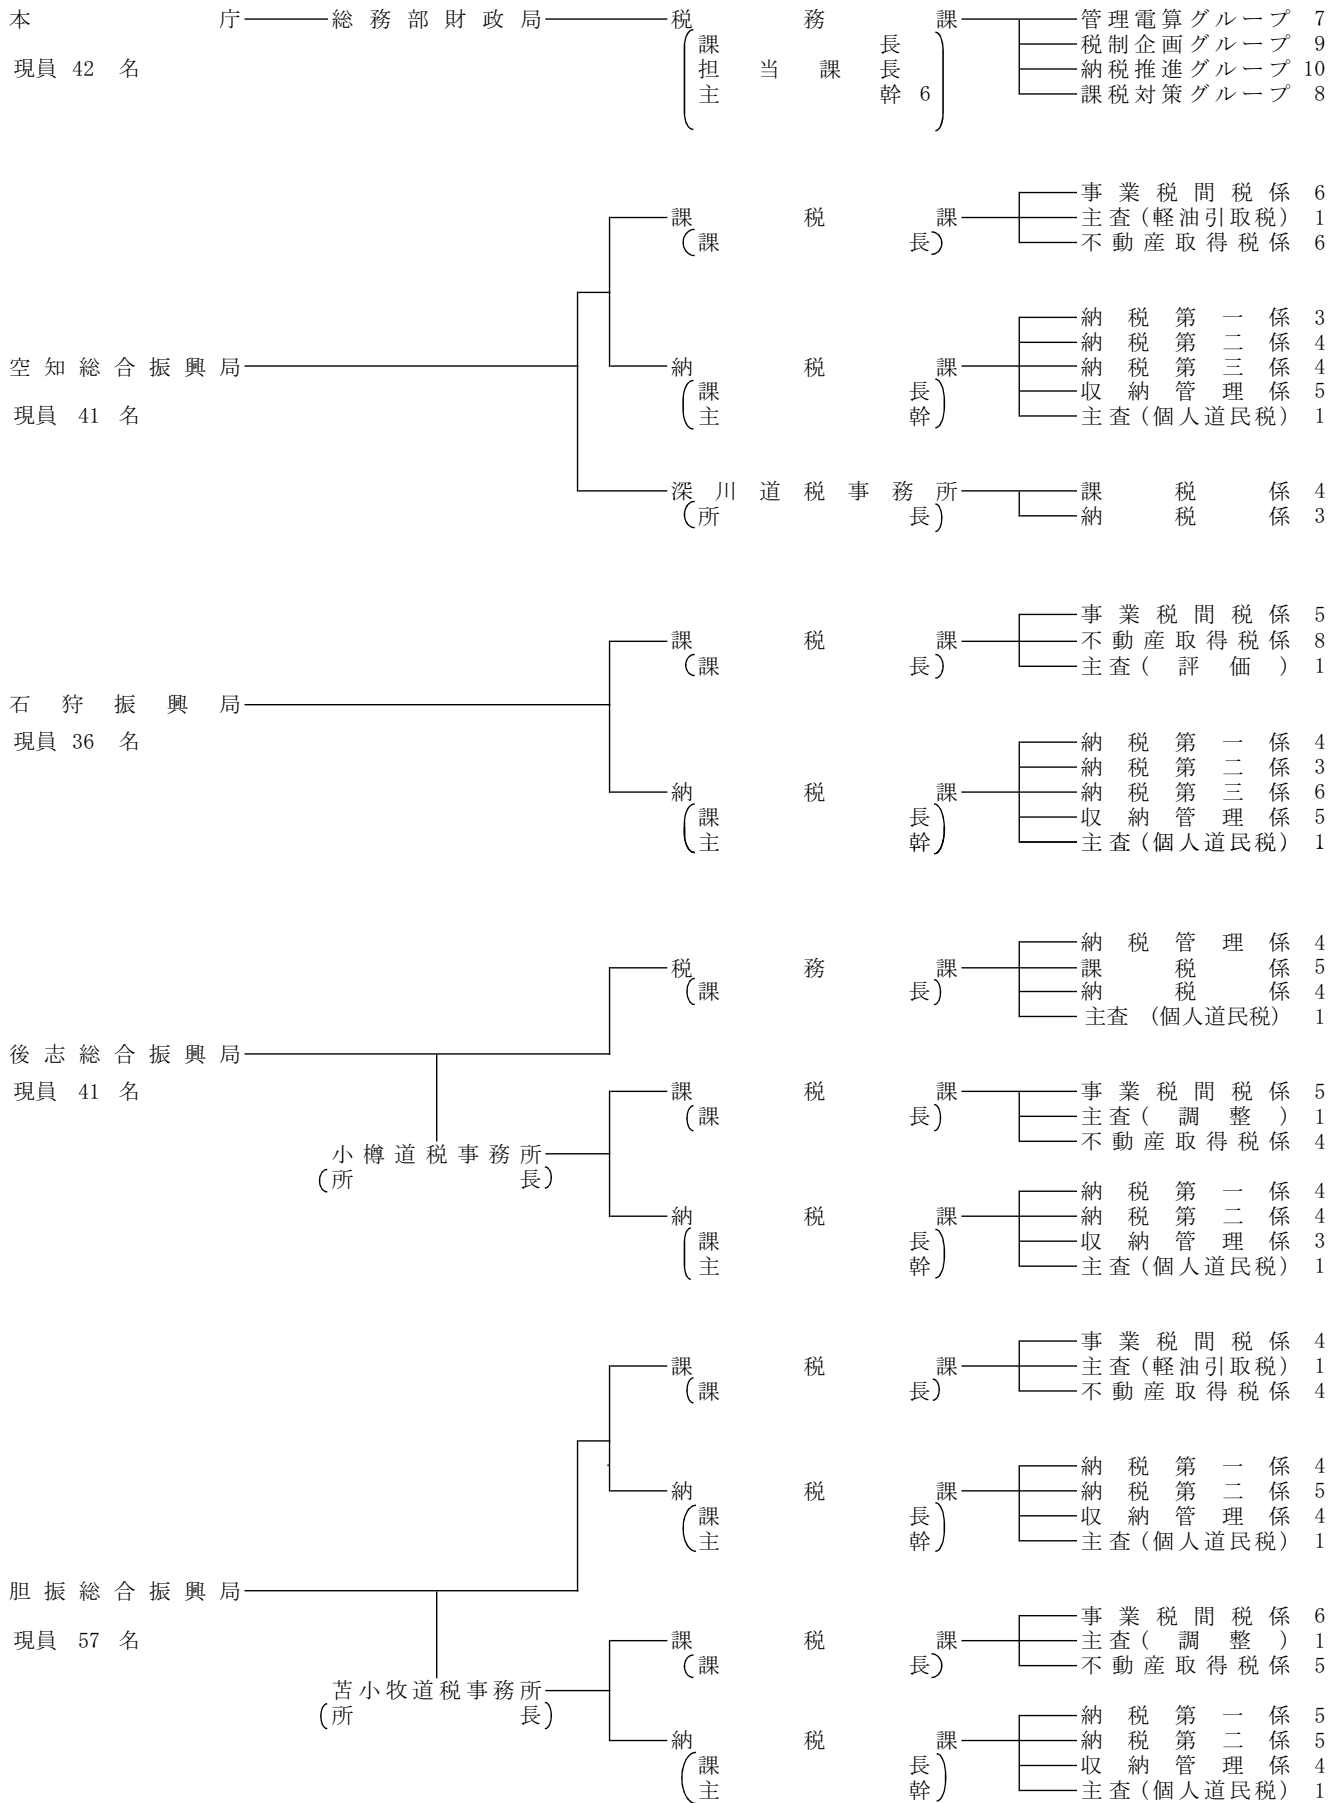 本庁 総務部財政局 税務課 管理電算グループ 7
課長 税制企画グループ 9
現員 42 名 担当課長 納税推進グループ 10
主幹 6 課税対策グループ 8
事業税間税係 6
課税課 主査(軽油引取税) 1
(課長) 不動産取得税係 6
納税第一係 3
納税第二係 4
空知総合振興局 納税課 納税第三係 4
(課長 収納管理係 5
現員 41 名 主幹) 主査(個人道民税) 1
深川道税事務所 課税係 4
(所長) 納税係 3
事業税間税係 5
課税課 不動産取得税係 8
(課長) 主査(評価) 1
石狩振興局
現員 36 名 納税第一係 4
納税第二係 3
納税課 納税第三係 6
(課長 収納管理係 5
主幹) 主査(個人道民税) 1
納税管理係 4
税務課 課税係 5
(課長) 納税係 4
主査 (個人道民税) 1
後志総合振興局
現員 41 名 課税課 事業税間税係 5
(課長) 主査(調整) 1
小樽道税事務所 不動産取得税係 4
(所長)
納税第一係 4
納税課 納税第二係 4
(課長 収納管理係 3
主幹) 主査(個人道民税) 1
事業税間税係 4
課税課 主査(軽油引取税) 1
(課長) 不動産取得税係 4
納税第一係 4
納税課 納税第二係 5
(課長 収納管理係 4
主幹) 主査(個人道民税) 1
胆振総合振興局
事業税間税係 6
現員 57 名 課税課 主査(調整) 1
(課長) 不動産取得税係 5
苫小牧道税事務所
(所長) 納税第一係 5
納税課 納税第二係 5
(課長 収納管理係 4
主幹) 主査(個人道民税) 1